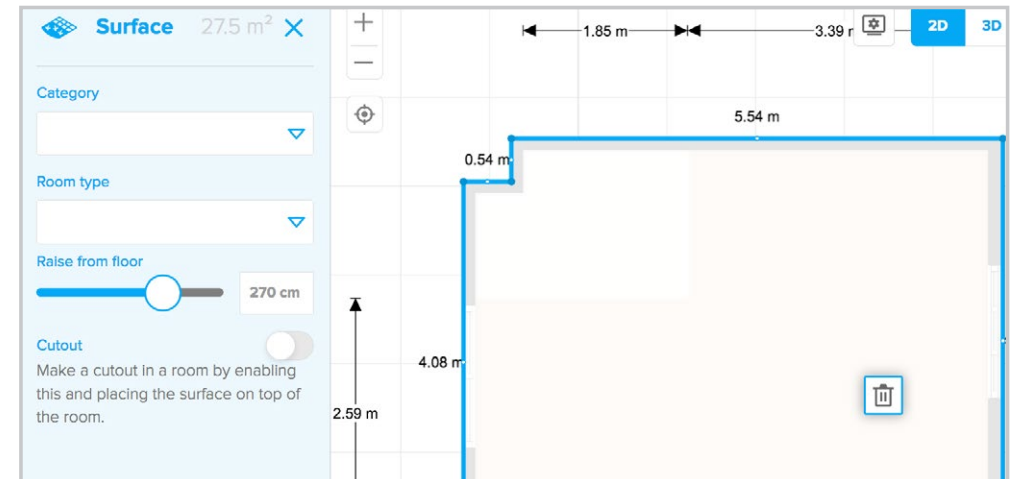 Surface 27.5 m²
Category
Room type
Raise from floor
270 cm
Cutout
Make a cutout in a room by enabling
this and placing the surface on top of
the room.
1.85 m
3.39
2D
3D
5.54 m
0.54 m
4.08 m
2.59 m